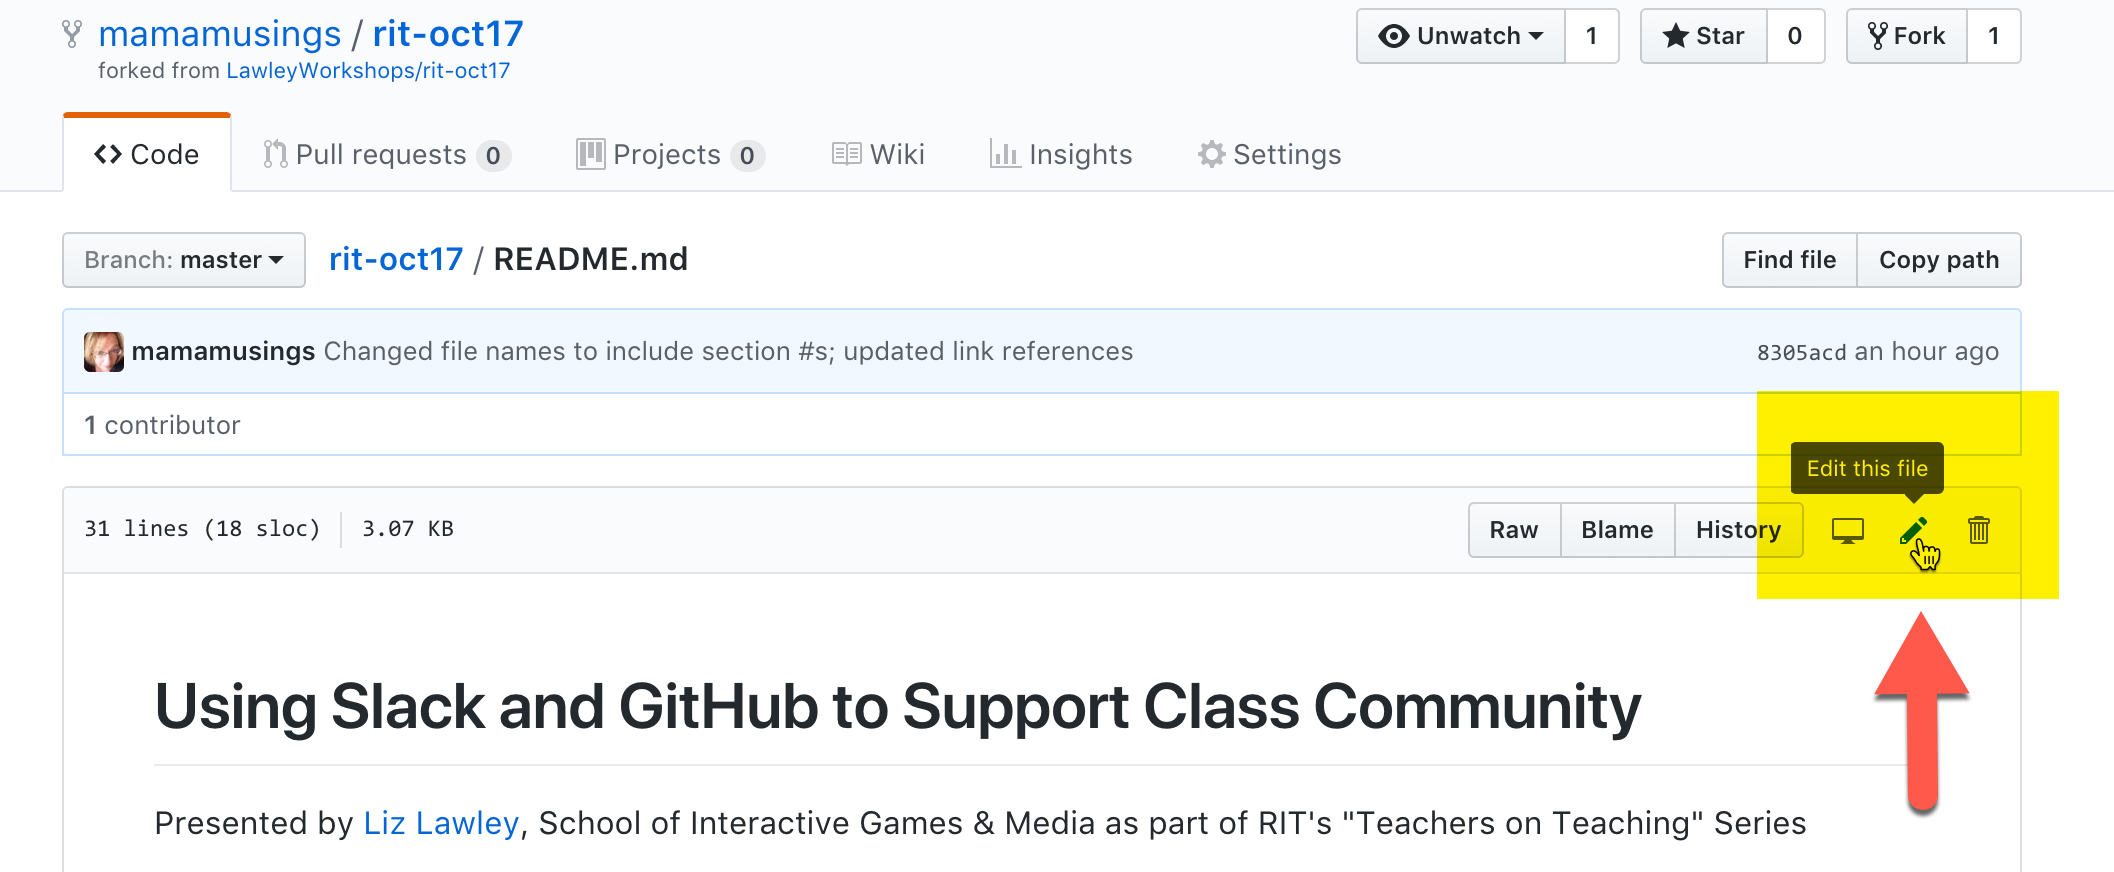 mamamusings / rit-oct17
forked from LawleyWorkshops/rit-oct17
Unwatch 1
Star 0
Fork 1
Code
Pull requests 0
Projects 0
Wiki
Insights
Settings
Branch: master
rit-oct17 / README.md
Find file
Copy path
mamamusings Changed file names to include section #s; updated link references
8305acd an hour ago
1 contributor
Edit this file
31 lines (18 sloc) 3.07 KB
Raw
Blame
History
Using Slack and GitHub to Support Class Community
Presented by Liz Lawley, School of Interactive Games & Media as part of RIT's "Teachers on Teaching" Series